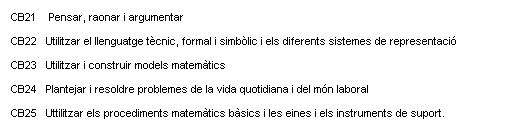 CB21 Pensar, raonar i argumentar
CB22 Utilitzar el llenguatge tècnic, formal i simbòlic i els diferents sistemes de representació
CB23 Utilitzar i construir models matemàtics
CB24 Plantejar i resoldre problemes de la vida quotidiana i del món laboral
CB25 Uttilitzar els procediments matemàtics bàsics i les eines i els instruments de suport.